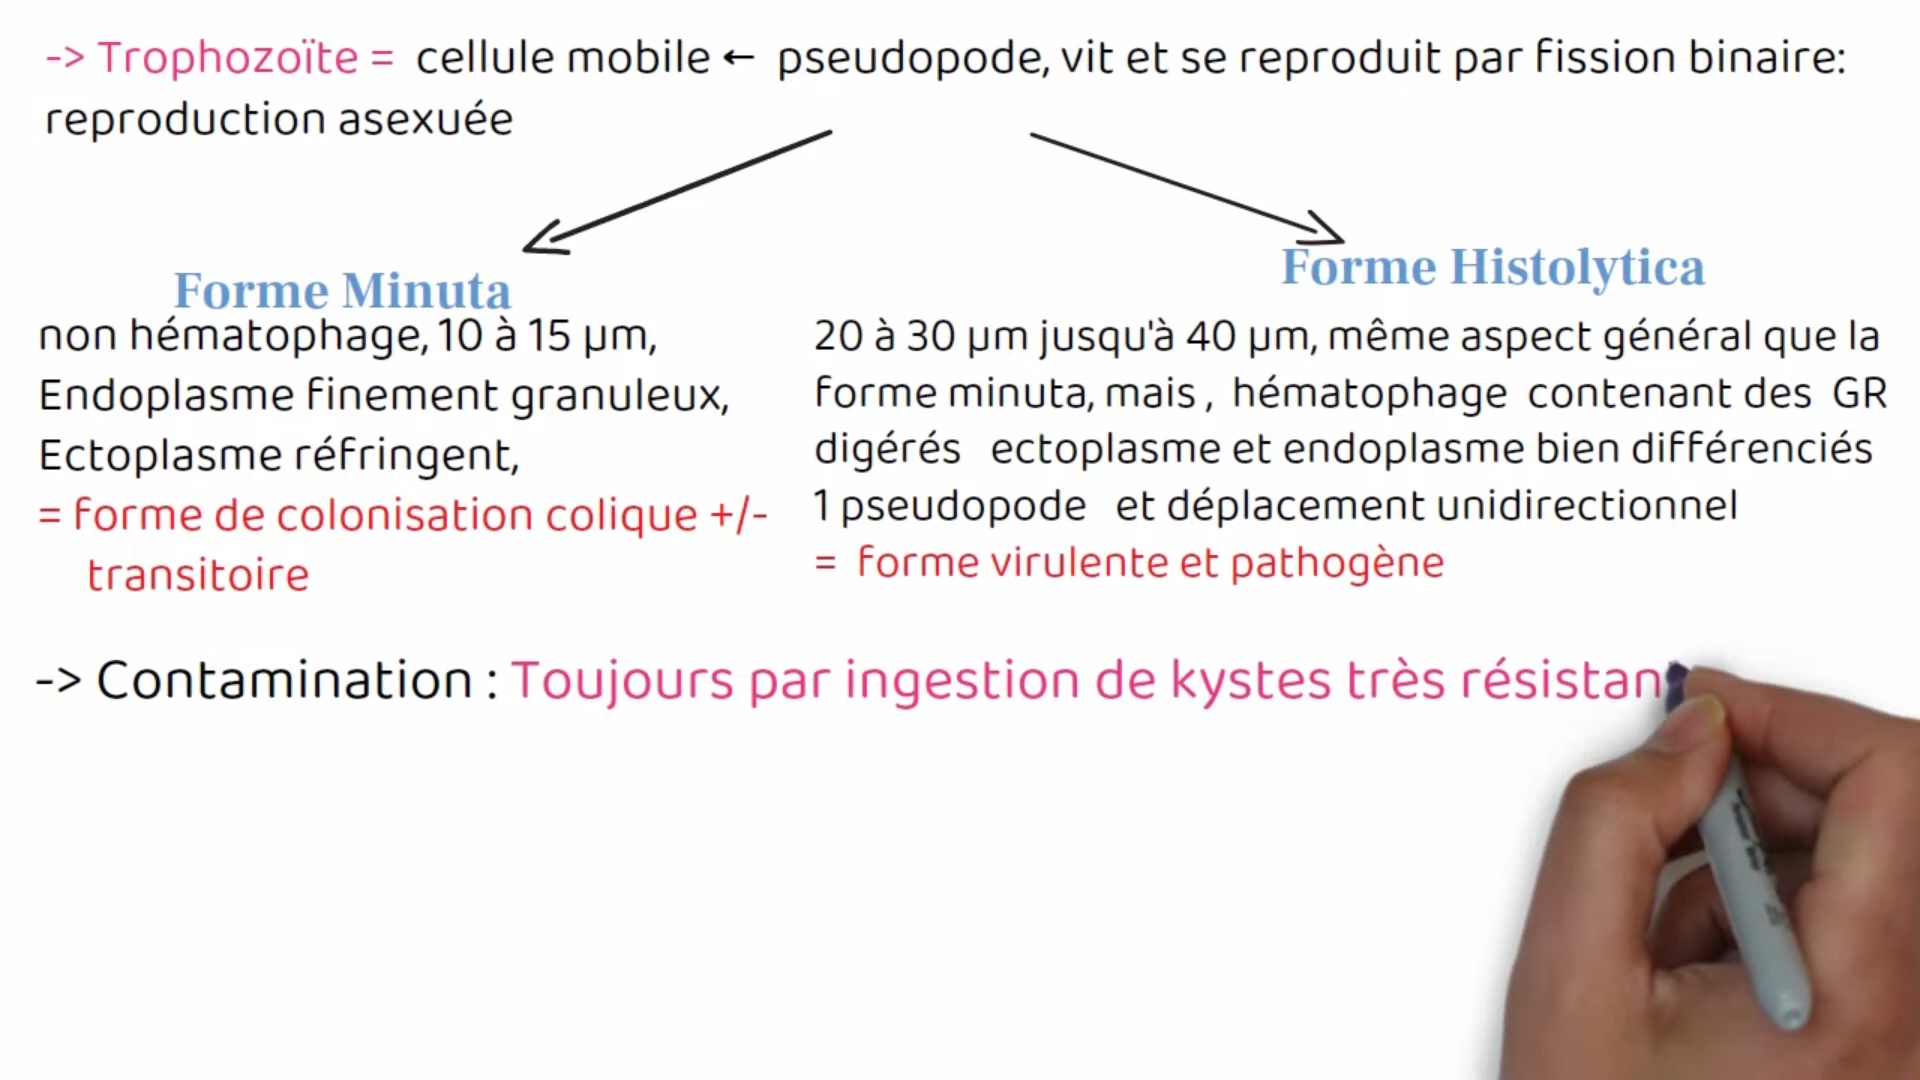 -> Trophozoïte = cellule mobile ← pseudopode, vit et se reproduit par fission binaire:
reproduction asexuée
Forme Minuta
non hématophage, 10 à 15 µm,
Endoplasme finement granuleux,
Ectoplasme réfringent,
= forme de colonisation colique +/-
transitoire
Forme Histolytica
20 à 30 µm jusqu'à 40 µm, même aspect général que la
forme minuta, mais , hématophage contenant des GR
digérés ectoplasme et endoplasme bien différenciés
1 pseudopode et déplacement unidirectionnel
= forme virulente et pathogène
-> Contamination : Toujours par ingestion de kystes très résistan